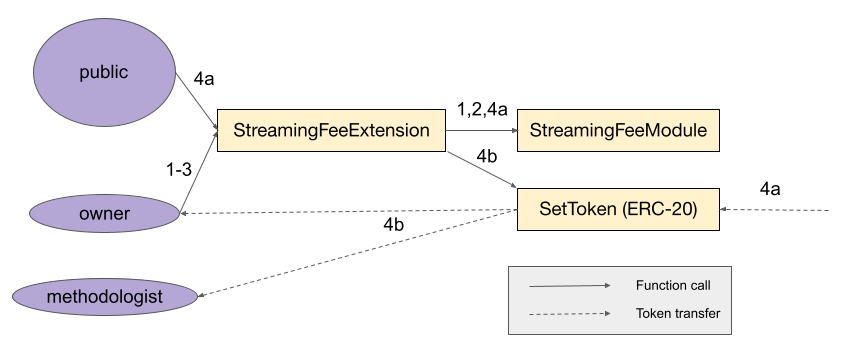 public
4a
StreamingFeeExtension
1,2,4a
StreamingFeeModule
1-3
4b
owner
SetToken (ERC-20)
4a
4b
methodologist
Function call
Token transfer